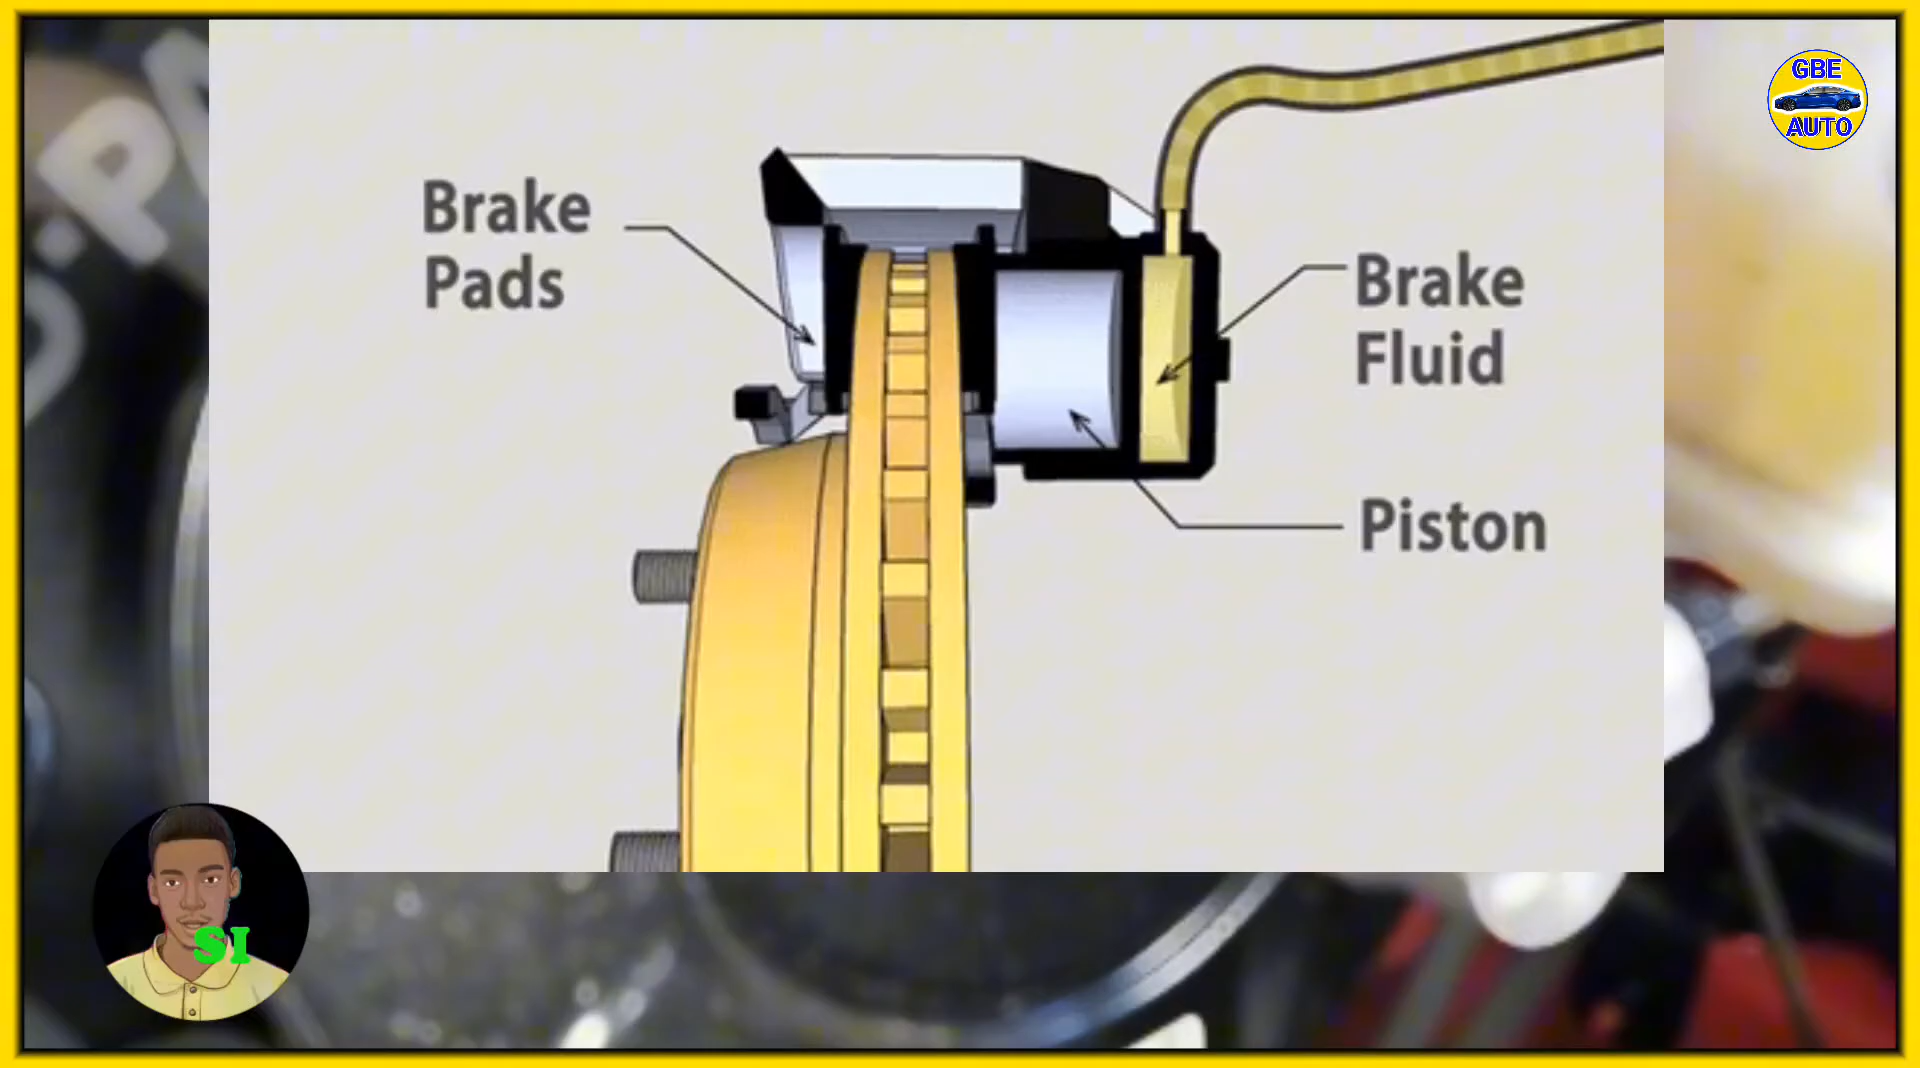 GBE
AUTO
Brake
Pads
Brake
Fluid
Piston
SI